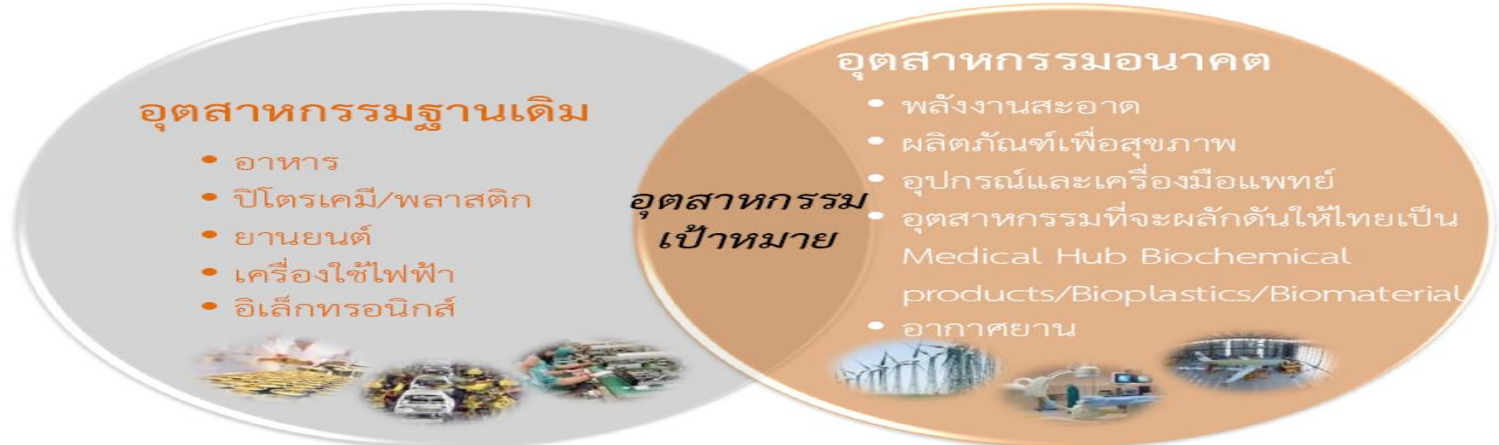 อุตสาหกรรมฐานเดิม
• อาหาร
• ปิโตรเคมี/พลาสติก
• ยานยนต์
• เครื่องใช้ไฟฟ้า
• อิเล็กทรอนิกส์
อุตสาหกรรม
เป้าหมาย
อุตสาหกรรมอนาคต
• พลังงานสะอาด
• ผลิตภัณฑ์เพื่อสุขภาพ
• อุปกรณ์และเครื่องมือแพทย์
• อุตสาหกรรมที่จะผลักดันให้ไทยเป็น
Medical Hub Biochemical
products/Bioplastics/Biomaterial
• อากาศยาน